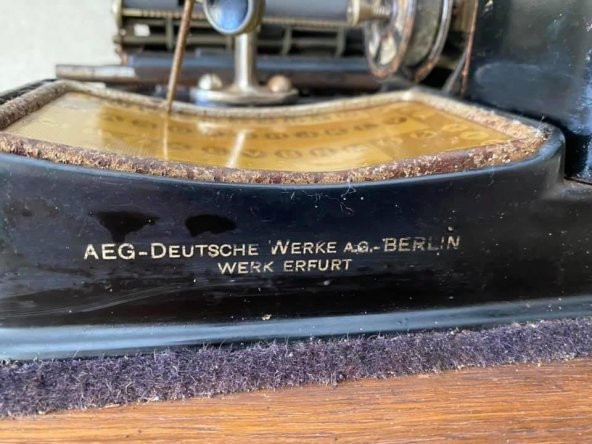 AEG-DEUTSCHE WERKE A.G.-BERLIN
WERK ERFURT